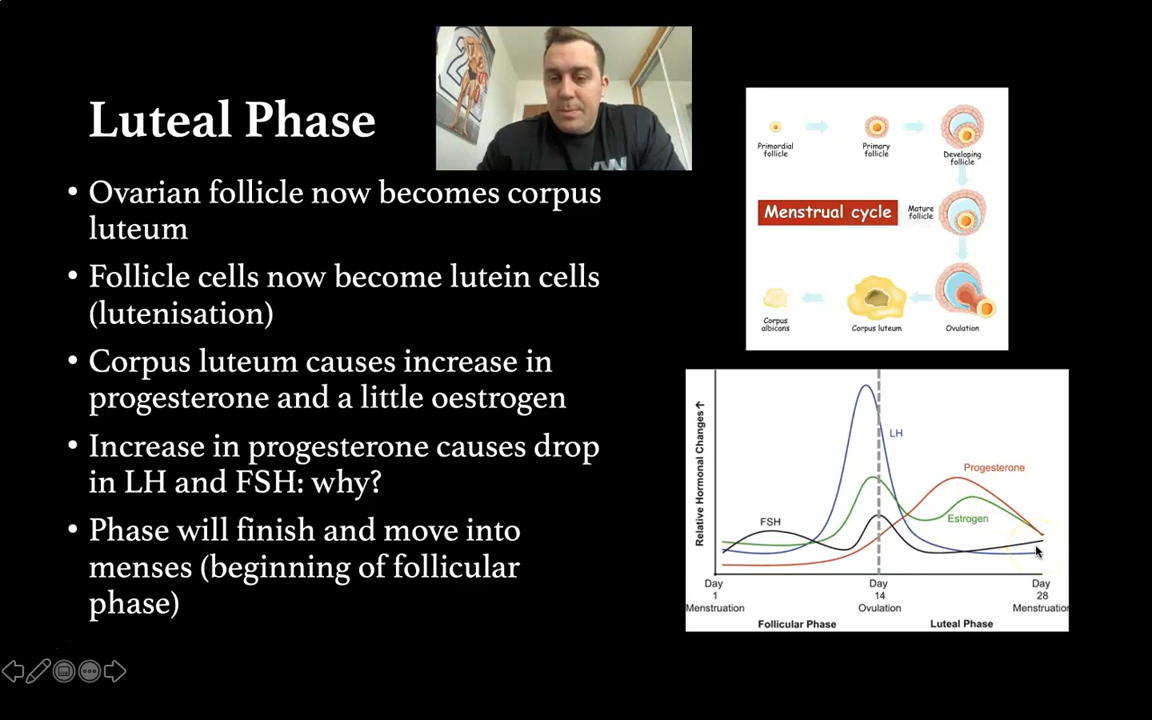 Luteal Phase
• Ovarian follicle now becomes corpus
luteum
• Follicle cells now become lutein cells
(lutenisation)
• Corpus luteum causes increase in
progesterone and a little oestrogen
• Increase in progesterone causes drop
in LH and FSH: why?
• Phase will finish and move into
menses (beginning of follicular
phase)
Primordial
follicle
Primary
follicle
Developing
follicle
Menstrual cycle
Mature
follicle
Corpus
albicans
Corpus luteum
Ovulation
Relative Hormonal Changes
LH
Progesterone
FSH
Estrogen
Day
1
Menstruation
Day
14
Ovulation
Day
28
Menstruation
Follicular Phase
Luteal Phase